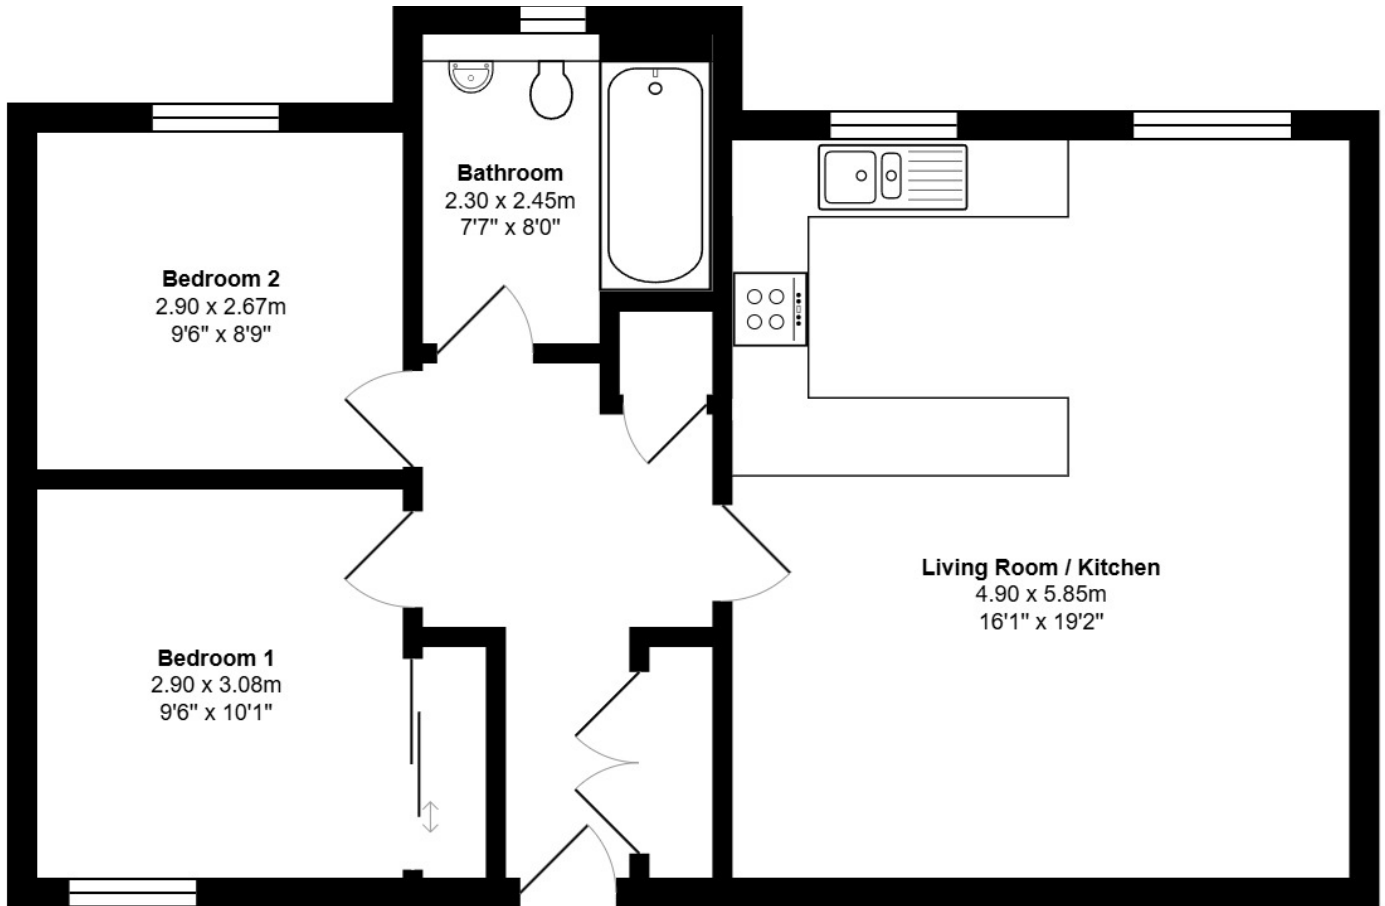 Bathroom
2.30 x 2.45m
7'7" x 8'0"
Bedroom 2
2.90 x 2.67m
9'6" x 8'9"
Living Room / Kitchen
4.90 x 5.85m
16'1" x 19'2"
Bedroom 1
2.90 x 3.08m
9'6" x 10'1"